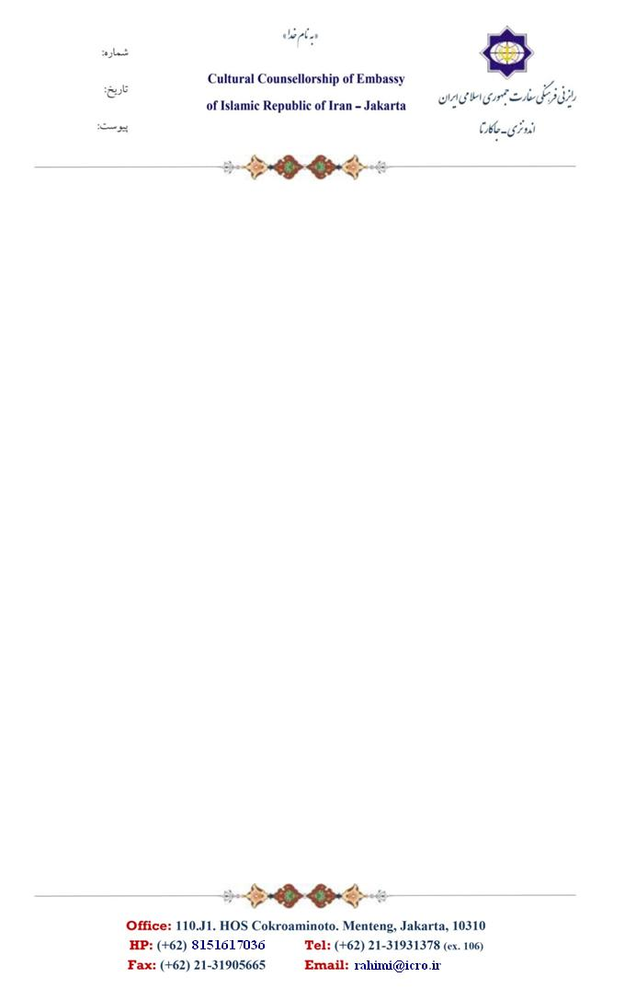 «به نام خدا»
شماره:
تاریخ:
پیوست:
Cultural Counsellorship of Embassy
of Islamic Republic of Iran – Jakarta
رایزنی فرهنگی سفارت جمهوری اسلامی ایران
اندونزی - جاکارتا
Office: 110.J1. HOS Cokroaminoto. Menteng, Jakarta, 10310
HP: (+62) 8151617036 Tel: (+62) 21-31931378 (ex. 106)
Fax: (+62) 21-31905665 Email: rahimi@icro.ir